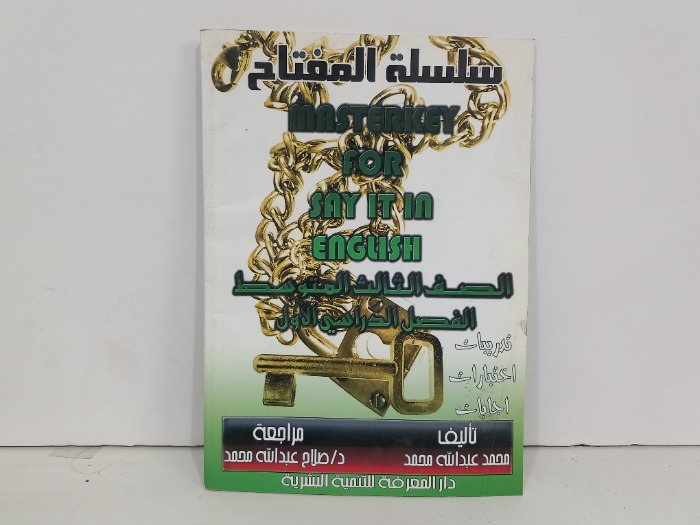 سلسلة المفتاح
MASTERKEY
FOR
SAY IT IN
ENGLISH
الصف الثالث المتوسط
الفصل الدراسي الأول
تدريبات
اختبارات
اجابات
تأليف
محمد عبدالله محمد
مراجعة
د/صلاح عبدالله محمد
دار المعرفة للتنمية البشرية